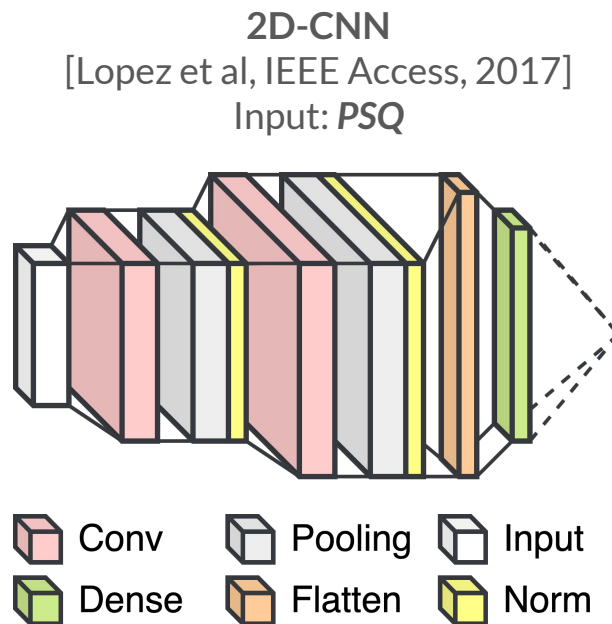 2D-CNN
[Lopez et al, IEEE Access, 2017]
Input: PSQ
Conv Pooling Input
Dense Flatten Norm